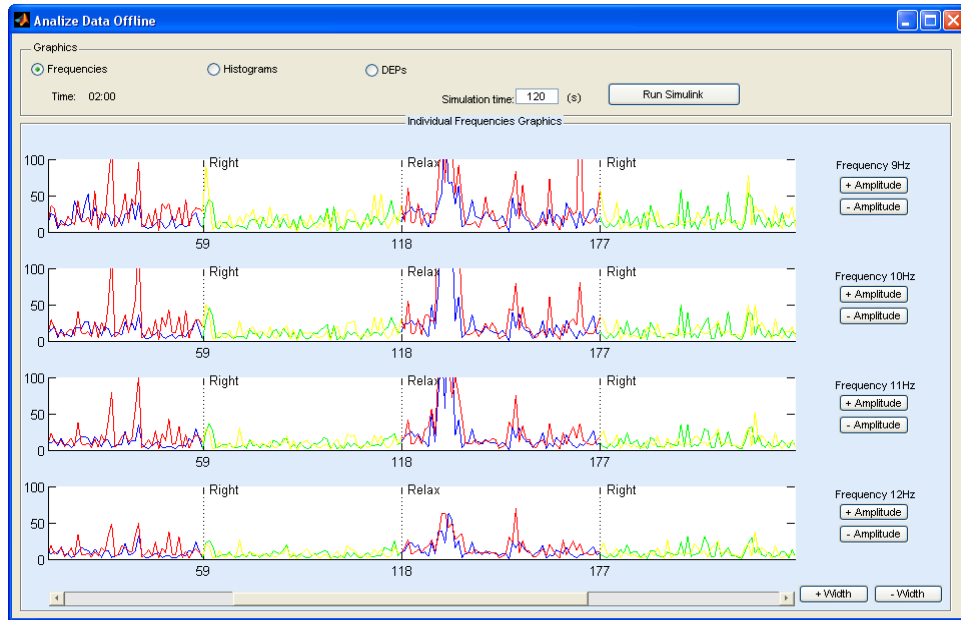 Analize Data Offline
Graphics
Frequencies Histograms DEPs
Time: 02:00 Simulation time: 120 (s) Run Simulink
Individual Frequencies Graphics
100 Right Relax Right Frequency 9Hz
+ Amplitude
50
- Amplitude
0
59 118 177
100 Right Relax Right Frequency 10Hz
+ Amplitude
50
- Amplitude
0
59 118 177
100 Right Relax Right Frequency 11Hz
+ Amplitude
50
- Amplitude
0
59 118 177
100 Right Relax Right Frequency 12Hz
+ Amplitude
50
- Amplitude
0
59 118 177
+ Width - Width